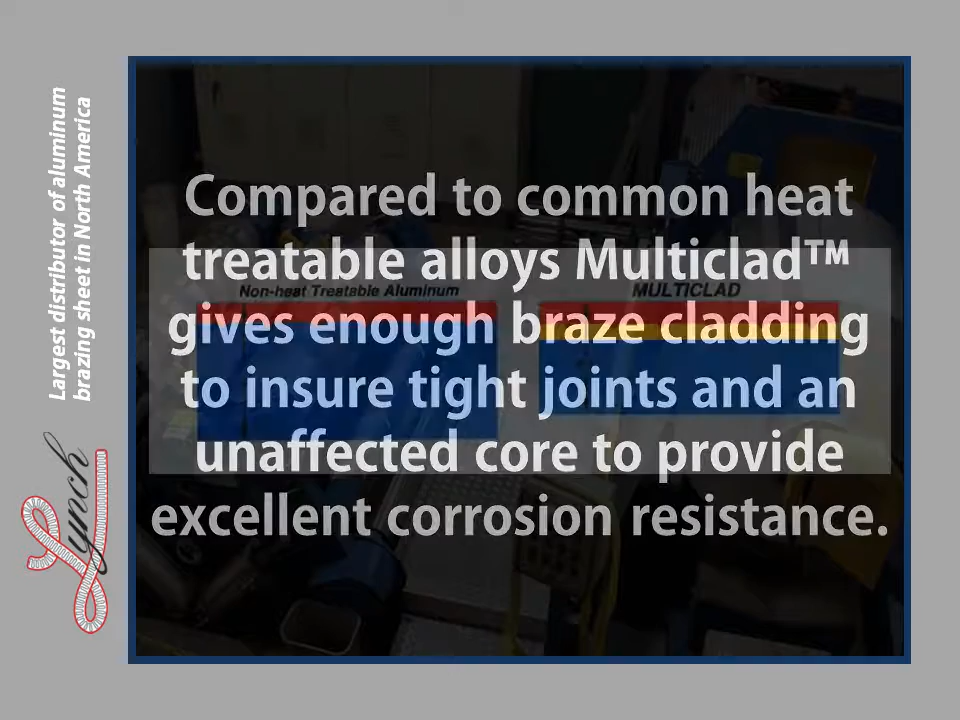 Largest distributor of aluminum
brazing sheet in North America
Lynch
Compared to common heat
treatable alloys Multiclad™
Non-heat Treatable Aluminum
MULTICLAD
gives enough braze cladding
to insure tight joints and an
unaffected core to provide
excellent corrosion resistance.